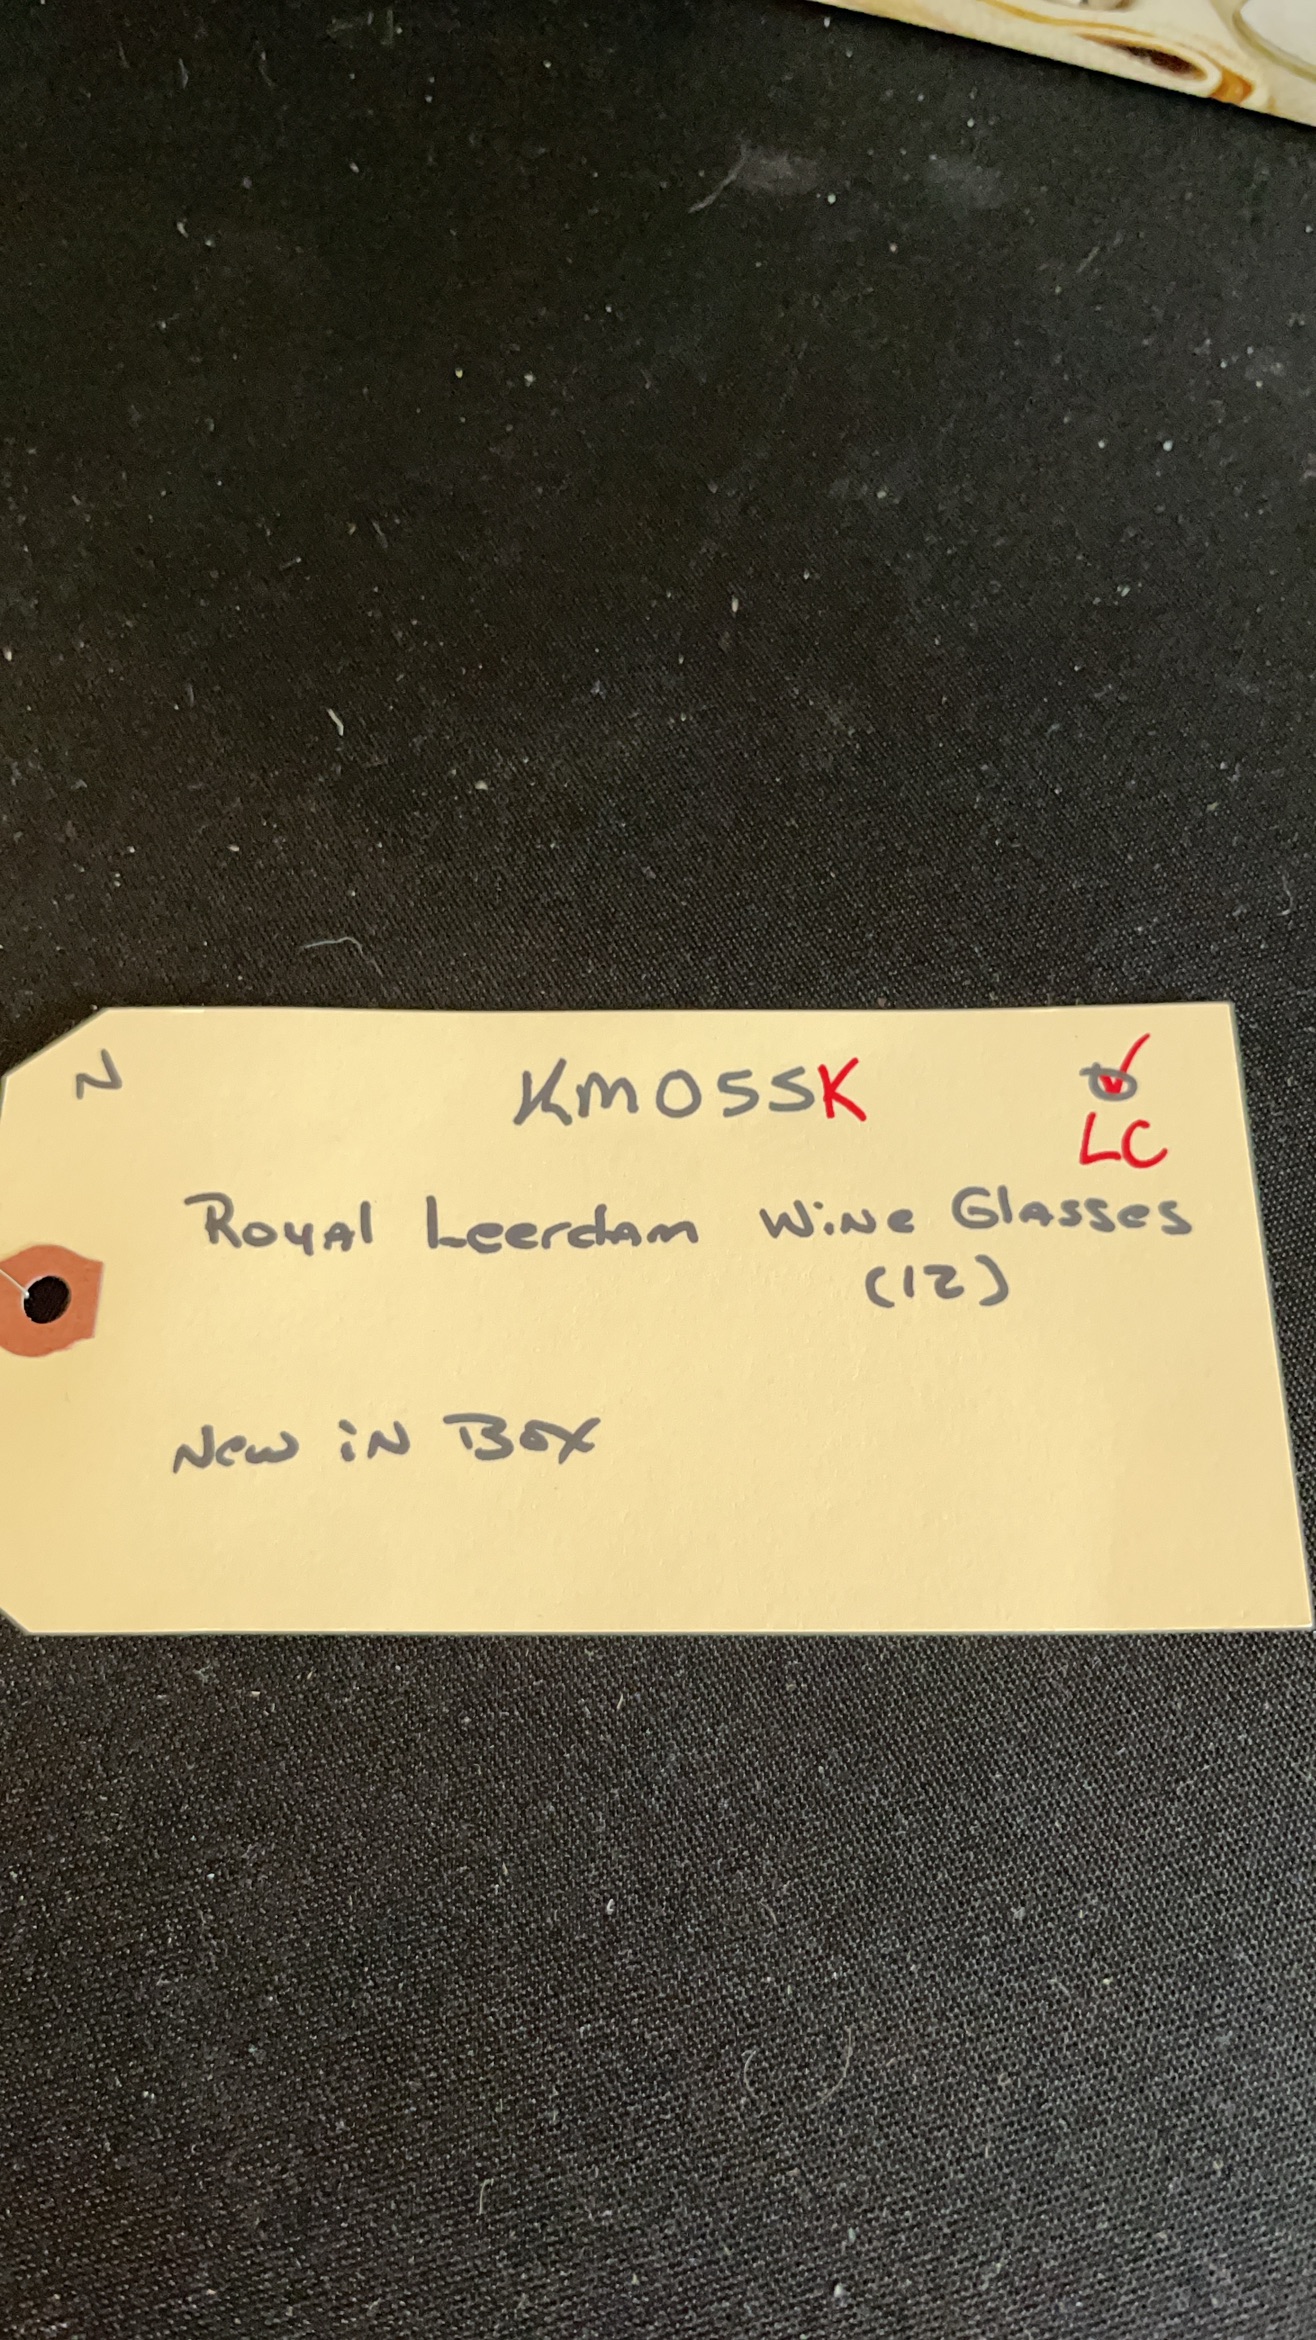 N KM055K
LC
Royal Leerdam Wine Glasses
(12)
New in Box